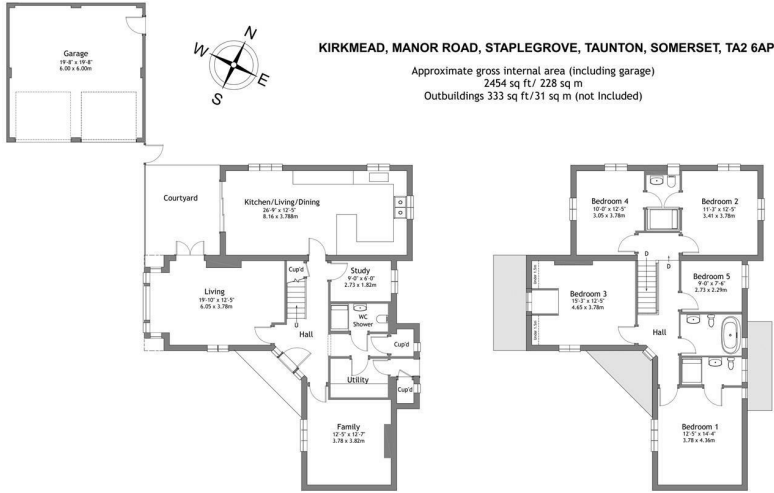 KIRKMEAD, MANOR ROAD, STAPLEGROVE, TAUNTON, SOMERSET, TA2 6AP
Approximate gross internal area (including garage)
2454 sq ft/ 228 sq m
Outbuildings 333 sq ft/31 sq m (not Included)
N
W
E
S
Garage
19'-8" x 19'-8"
6.00 x 6.00m
Courtyard
Kitchen/Living/Dining
26'-9" x 12'-5"
8.16 x 3.788m
Living
19'-10" x 12'-5"
6.05 x 3.78m
Cup'd
Study
9'-0" x 6'-0"
2.73 x 1.82m
U
WC
Shower
Hall
Cup'd
Utility
Cup'd
Family
12'-5" x 12'-7"
3.78 x 3.82m
Bedroom 4
10'-0" x 12'-5"
3.05 x 3.78m
Bedroom 2
11'-3" x 12'-5"
3.41 x 3.78m
D
D
Bedroom 3
15'-3" x 12'-5"
4.65 x 3.78m
Bedroom 5
9'-0" x 7'-6"
2.73 x 2.29m
Hall
Bedroom 1
12'-5" x 14'-4"
3.78 x 4.36m